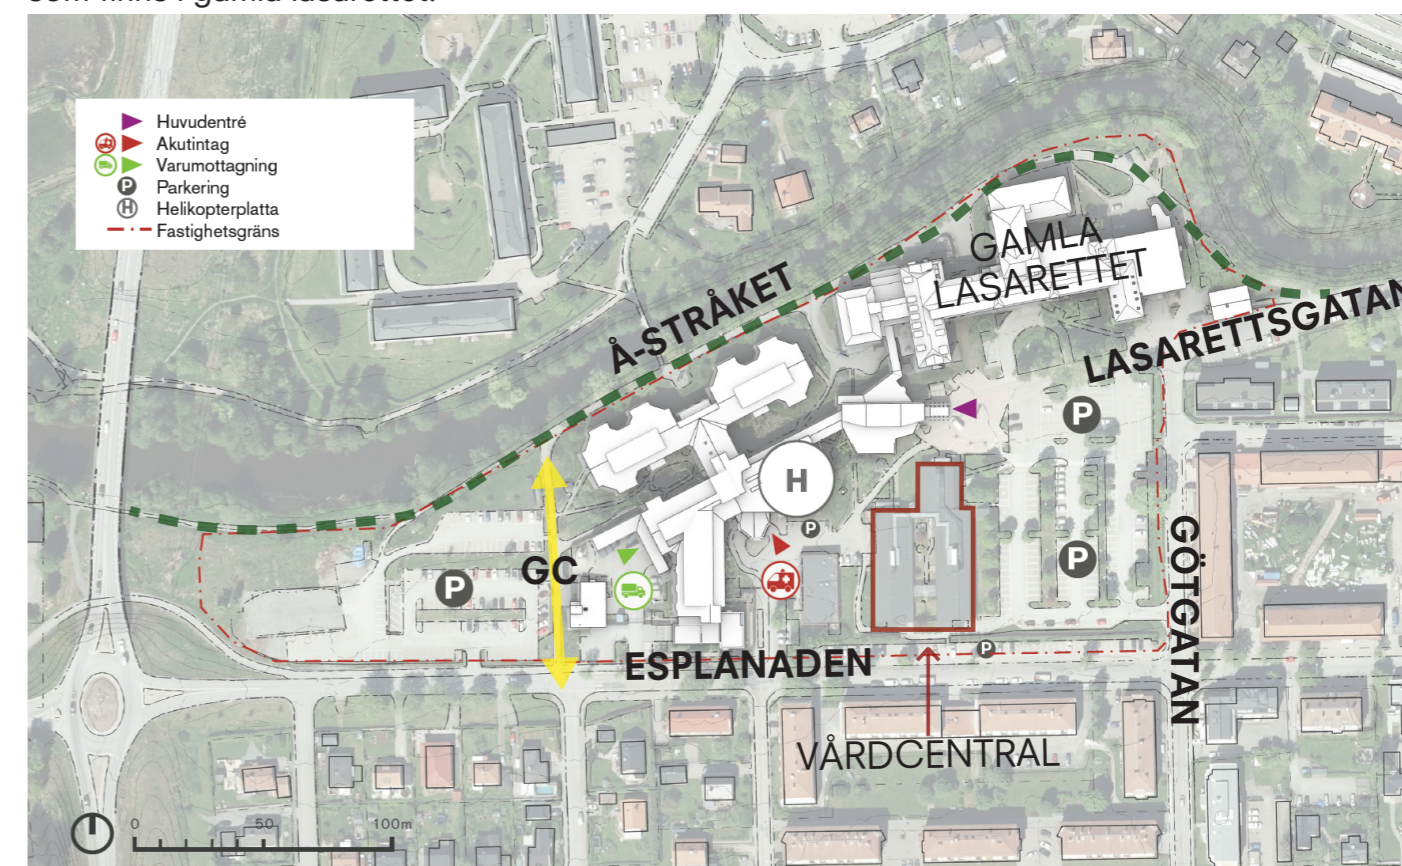 Huvudentré
Akutintag
Varumottagning
P Parkering
H Helikopterplatta
Fastighetsgräns
GAMLA
LASARETTET
Å-STRÅKET
LASARETTSGATAN
P
H
P
GC
P
P
GÖTGATAN
P
ESPLANADEN
VÅRDCENTRAL
0 50 100m